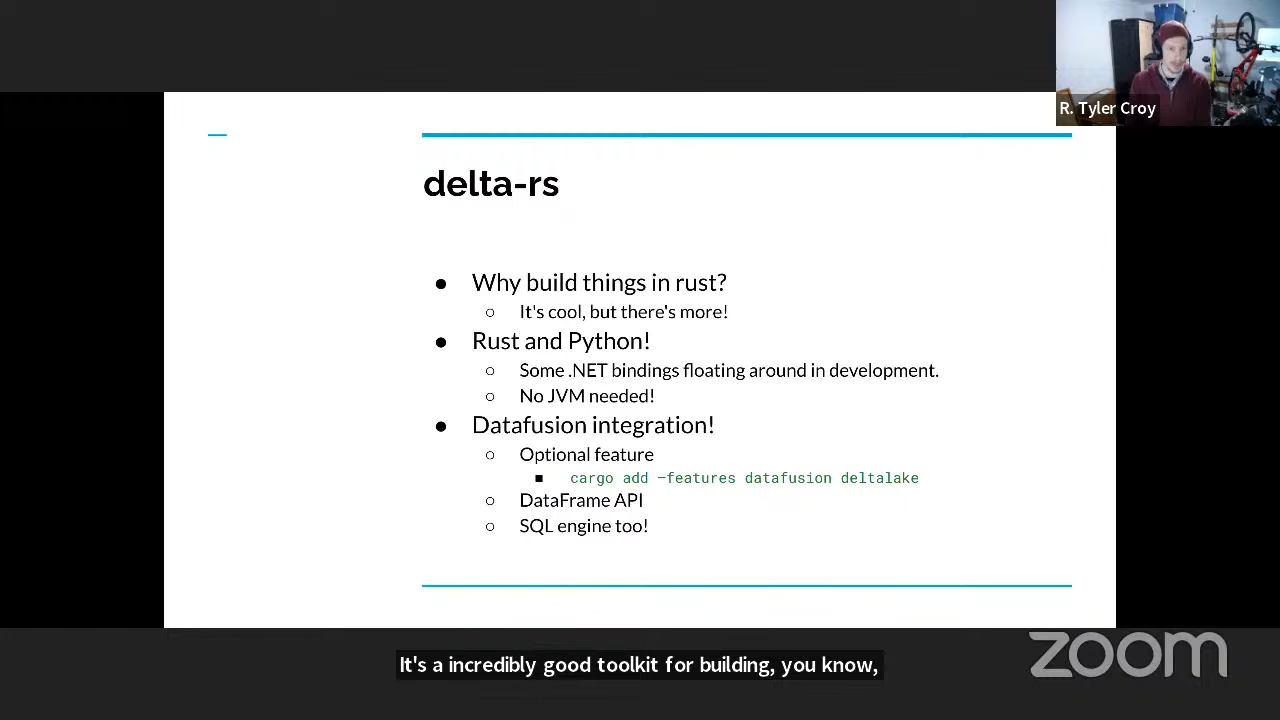 R. Tyler Croy
delta-rs
● Why build things in rust?
○ It's cool, but there's more!
● Rust and Python!
○ Some .NET bindings floating around in development.
○ No JVM needed!
● Datafusion integration!
○ Optional feature
■ cargo add –features datafusion deltalake
○ DataFrame API
○ SQL engine too!
It's a incredibly good toolkit for building, you know,
zoom